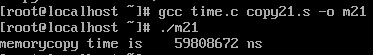 [root@localhost ~]# gcc time.c copy21.s -o m21
[root@localhost ~]# ./m21
memorycopy time is    59808672 ns